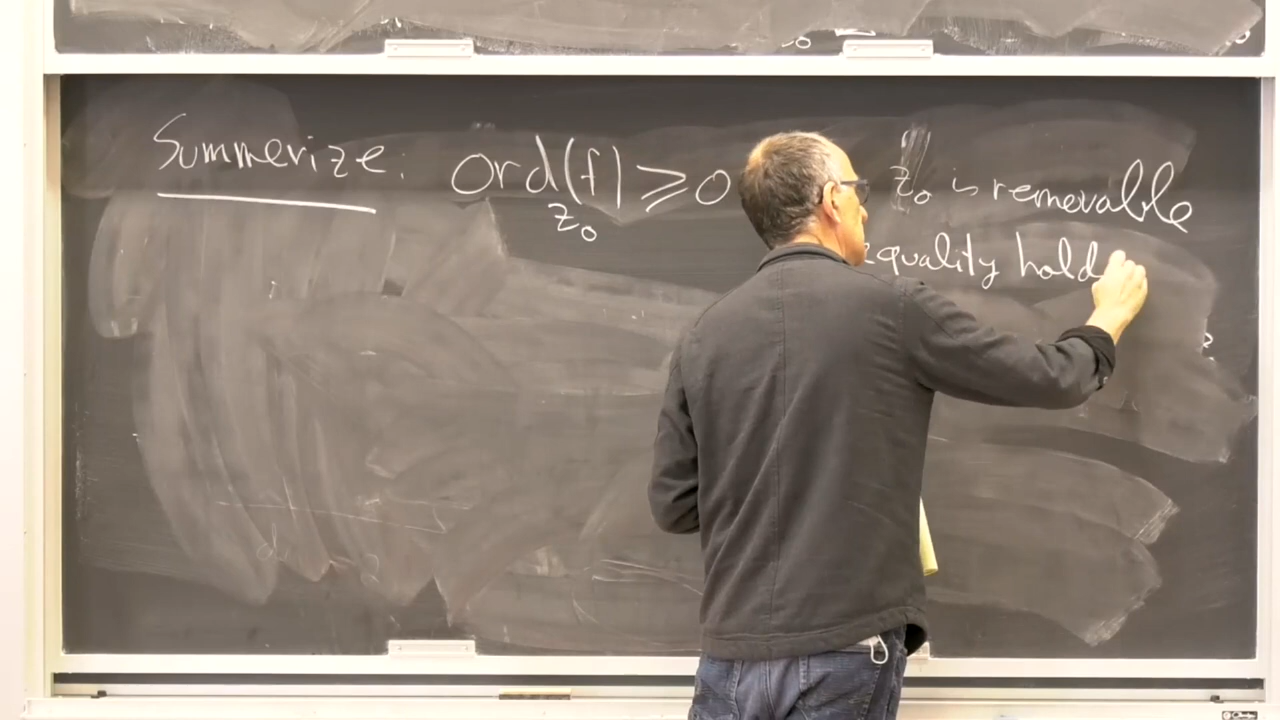 Summerize: ord(f) ≥ 0 z₀ is removable
z₀
equality hold